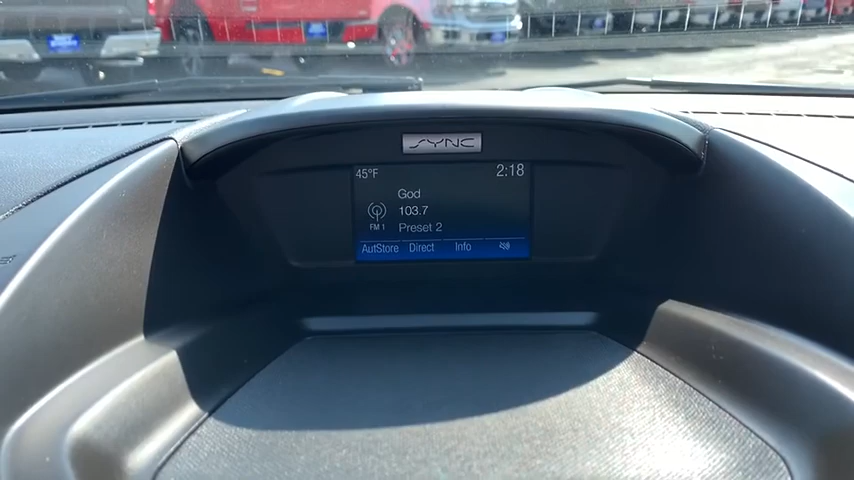 SYNC
45°F 2:18
God
103.7
FM 1 Preset 2
AutStore Direct Info